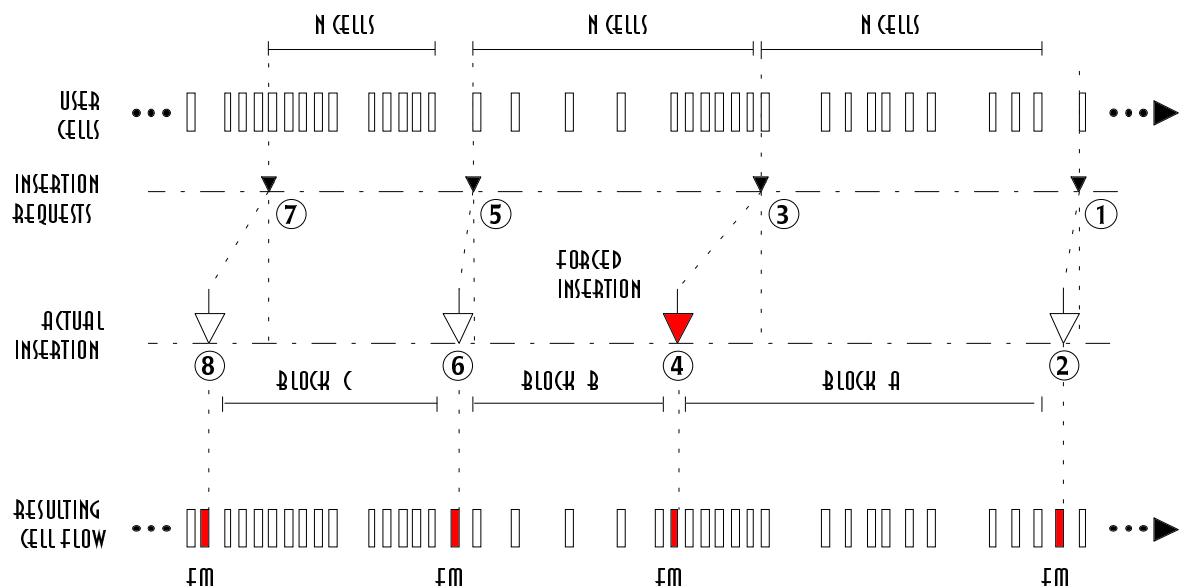 N CELLS
N CELLS
N CELLS
USER
CELLS
INSERTION
REQUESTS
7
5
3
1
FORCED
INSERTION
ACTUAL
INSERTION
8
6
4
2
BLOCK C
BLOCK B
BLOCK A
RESULTING
CELL FLOW
FM
FM
FM
FM